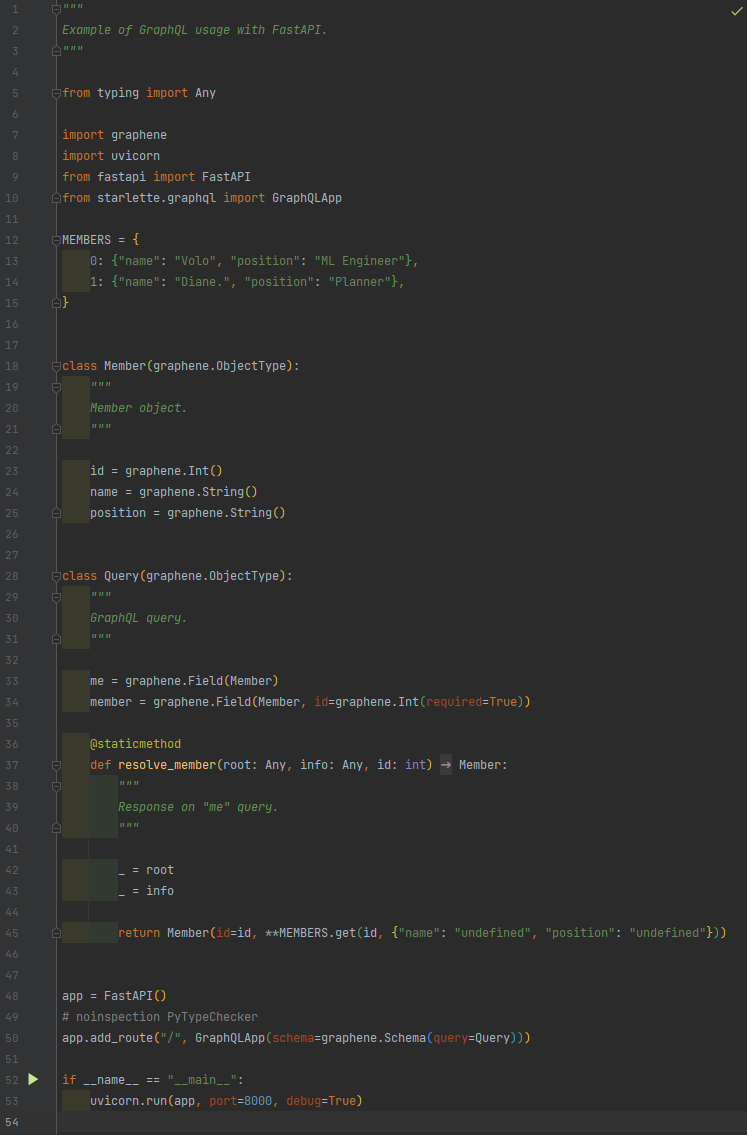 1 """
2 Example of GraphQL usage with FastAPI.
3 """
4
5 from typing import Any
6
7 import graphene
8 import uvicorn
9 from fastapi import FastAPI
10 from starlette.graphql import GraphQLApp
11
12 MEMBERS = {
13     0: {"name": "Volo", "position": "ML Engineer"},
14     1: {"name": "Diane.", "position": "Planner"},
15 }
16
17
18 class Member(graphene.ObjectType):
19     """
20     Member object.
21     """
22
23     id = graphene.Int()
24     name = graphene.String()
25     position = graphene.String()
26
27
28 class Query(graphene.ObjectType):
29     """
30     GraphQL query.
31     """
32
33     me = graphene.Field(Member)
34     member = graphene.Field(Member, id=graphene.Int(required=True))
35
36     @staticmethod
37     def resolve_member(root: Any, info: Any, id: int) → Member:
38         """
39         Response on "me" query.
40         """
41
42         _ = root
43         _ = info
44
45         return Member(id=id, **MEMBERS.get(id, {"name": "undefined", "position": "undefined"}))
46
47
48 app = FastAPI()
49 # noinspection PyTypeChecker
50 app.add_route("/", GraphQLApp(schema=graphene.Schema(query=Query)))
51
52 if __name__ == "__main__":
53     uvicorn.run(app, port=8000, debug=True)
54